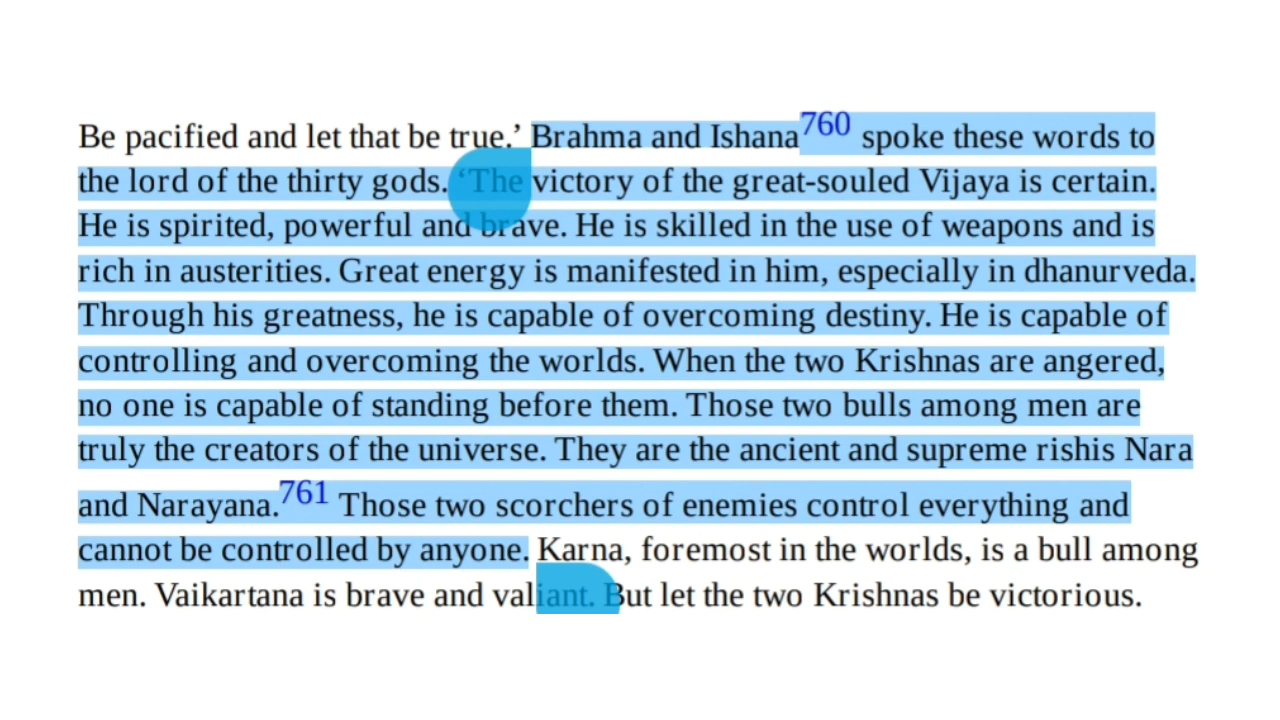 Be pacified and let that be true.’ Brahma and Ishana760 spoke these words to
the lord of the thirty gods. ‘The victory of the great-souled Vijaya is certain.
He is spirited, powerful and brave. He is skilled in the use of weapons and is
rich in austerities. Great energy is manifested in him, especially in dhanurveda.
Through his greatness, he is capable of overcoming destiny. He is capable of
controlling and overcoming the worlds. When the two Krishnas are angered,
no one is capable of standing before them. Those two bulls among men are
truly the creators of the universe. They are the ancient and supreme rishis Nara
and Narayana.761 Those two scorchers of enemies control everything and
cannot be controlled by anyone. Karna, foremost in the worlds, is a bull among
men. Vaikartana is brave and valiant. But let the two Krishnas be victorious.